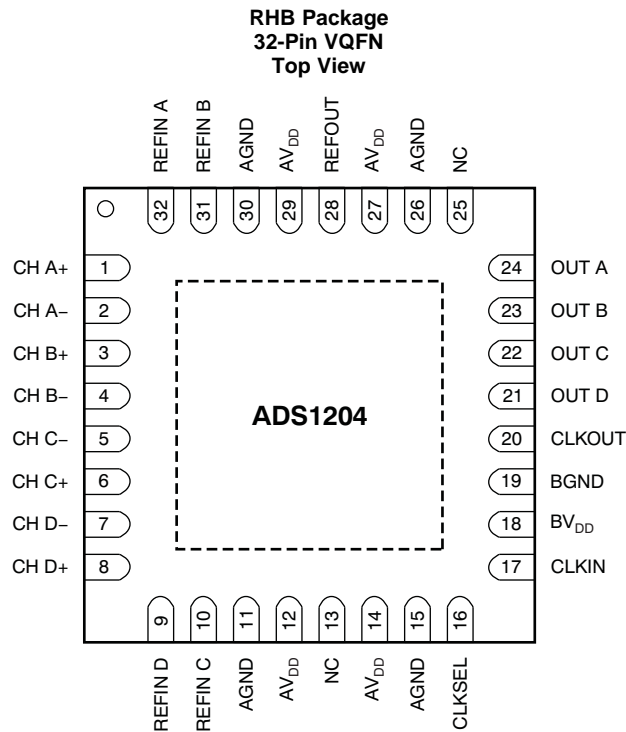 RHB Package
32-Pin VQFN
Top View
REFIN A
REFIN B
AGND
AVDD
REFOUT
AVDD
AGND
NC
32
31
30
29
28
27
26
25
CH A+ 1
CH A− 2
CH B+ 3
CH B− 4
CH C− 5
CH C+ 6
CH D− 7
CH D+ 8
ADS1204
24 OUT A
23 OUT B
22 OUT C
21 OUT D
20 CLKOUT
19 BGND
18 BVDD
17 CLKIN
9
10
11
12
13
14
15
16
REFIN D
REFIN C
AGND
AVDD
NC
AVDD
AGND
CLKSEL